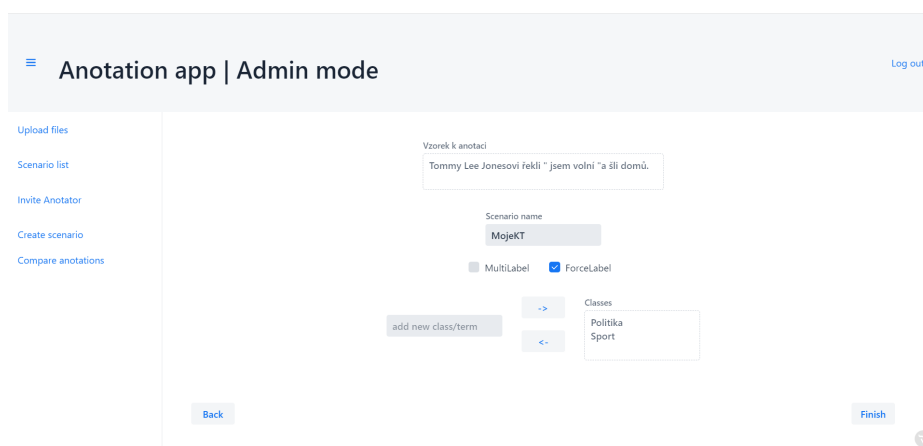 Anotation app | Admin mode
Log out
Upload files
Scenario list
Invite Anotator
Create scenario
Compare anotations
Vzorek k anotaci
Tommy Lee Jonesovi řekli " jsem volní "a šli domů.
Scenario name
MojeKT
MultiLabel
ForceLabel
add new class/term
->
<-
Classes
Politika
Sport
Back
Finish